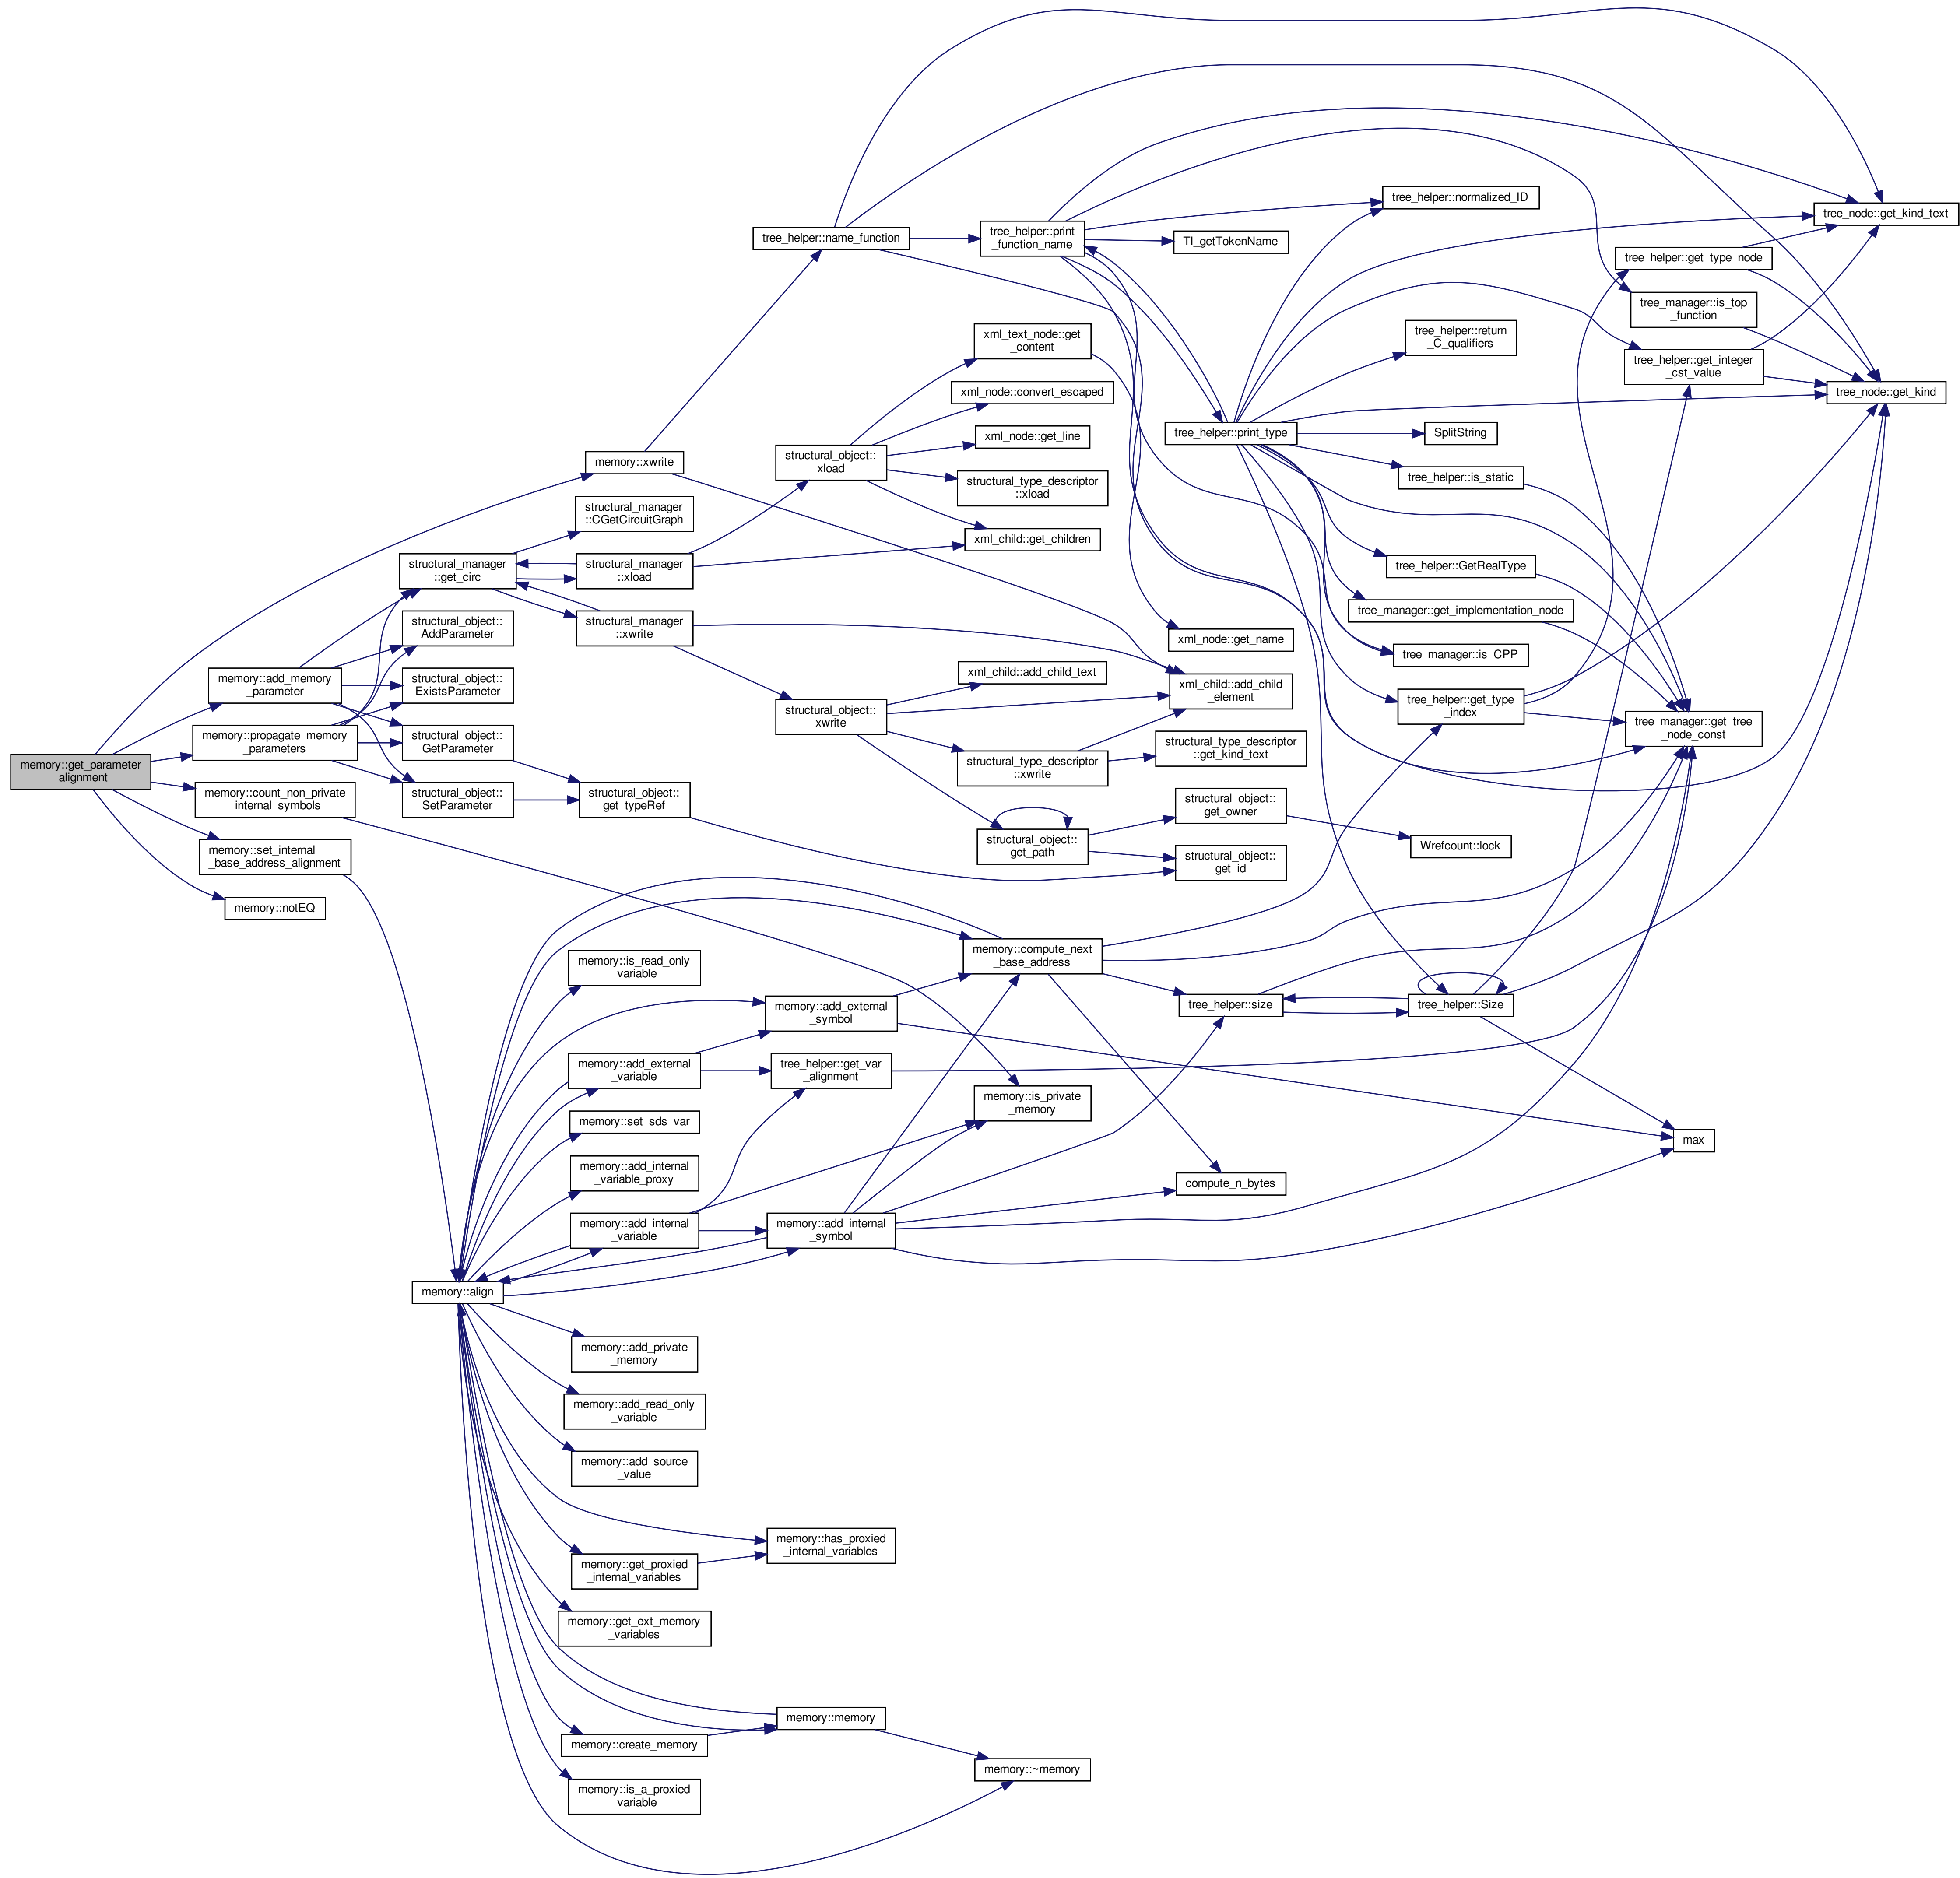 memory::get_parameter
_alignment
memory::xwrite
memory::add_memory
_parameter
memory::propagate_memory
_parameters
memory::count_non_private
_internal_symbols
memory::set_internal
_base_address_alignment
memory::notEQ
structural_manager
::get_circ
structural_object::
AddParameter
structural_object::
ExistsParameter
structural_object::
GetParameter
structural_object::
SetParameter
memory::align
structural_manager
::CGetCircuitGraph
structural_manager
::xload
structural_manager
::xwrite
structural_object::
get_typeRef
memory::is_read_only
_variable
memory::add_external
_variable
memory::set_sds_var
memory::add_internal
_variable_proxy
memory::add_internal
_variable
memory::add_private
_memory
memory::add_read_only
_variable
memory::add_source
_value
memory::get_proxied
_internal_variables
memory::get_ext_memory
_variables
memory::create_memory
memory::is_a_proxied
_variable
tree_helper::name_function
structural_object::
xload
structural_object::
xwrite
memory::add_external
_symbol
tree_helper::get_var
_alignment
memory::add_internal
_symbol
memory::has_proxied
_internal_variables
memory::memory
tree_helper::print
_function_name
xml_text_node::get
_content
xml_node::convert_escaped
xml_node::get_line
structural_type_descriptor
::xload
xml_child::get_children
xml_child::add_child_text
structural_type_descriptor
::xwrite
structural_object::
get_path
memory::compute_next
_base_address
memory::is_private
_memory
memory::~memory
TI_getTokenName
tree_helper::print_type
xml_node::get_name
xml_child::add_child
_element
structural_type_descriptor
::get_kind_text
structural_object::
get_owner
structural_object::
get_id
tree_helper::size
compute_n_bytes
tree_helper::normalized_ID
tree_helper::return
_C_qualifiers
SplitString
tree_helper::is_static
tree_helper::GetRealType
tree_manager::get_implementation_node
tree_manager::is_CPP
tree_helper::get_type
_index
Wrefcount::lock
tree_helper::Size
tree_helper::get_type_node
tree_manager::is_top
_function
tree_helper::get_integer
_cst_value
tree_manager::get_tree
_node_const
max
tree_node::get_kind_text
tree_node::get_kind